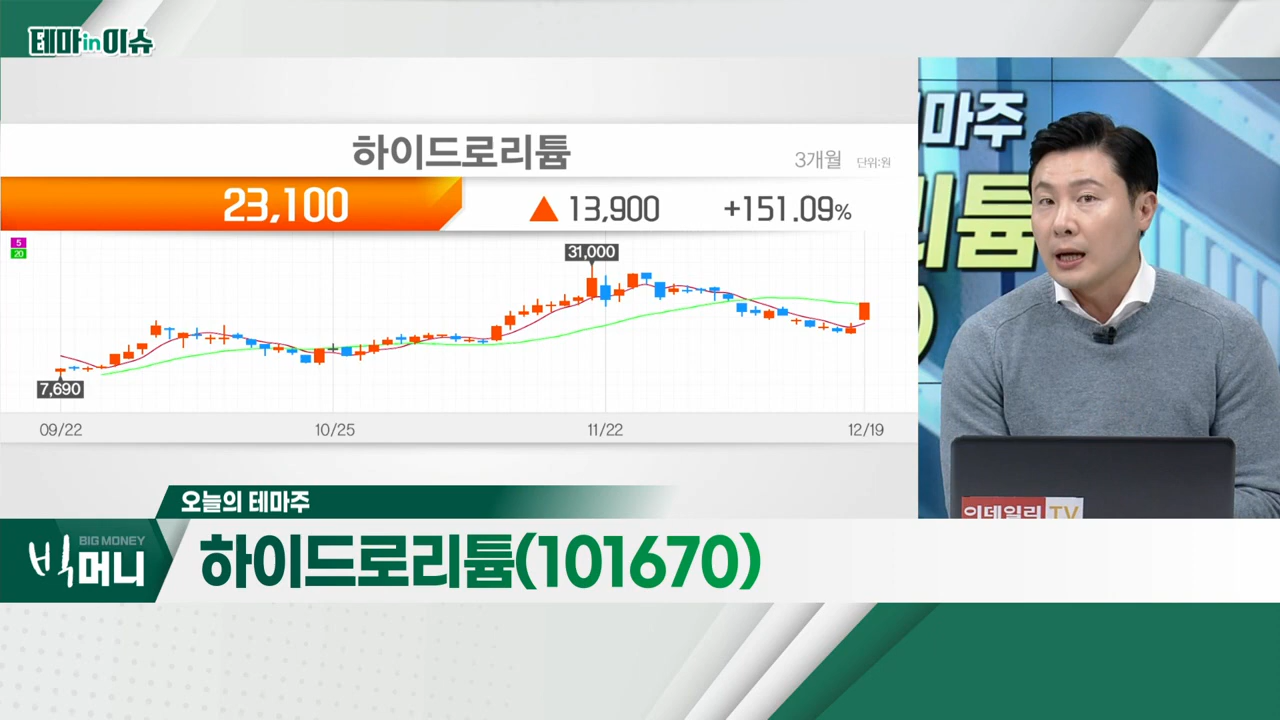 테마in이슈
하이드로리튬
3개월 단위:원
23,100 ▲ 13,900 +151.09%
5
20
31,000
7,690
09/22 10/25 11/22 12/19
마주
리튬
)
이데일리TV
오늘의 테마주
BIG MONEY
빅머니
하이드로리튬(101670)